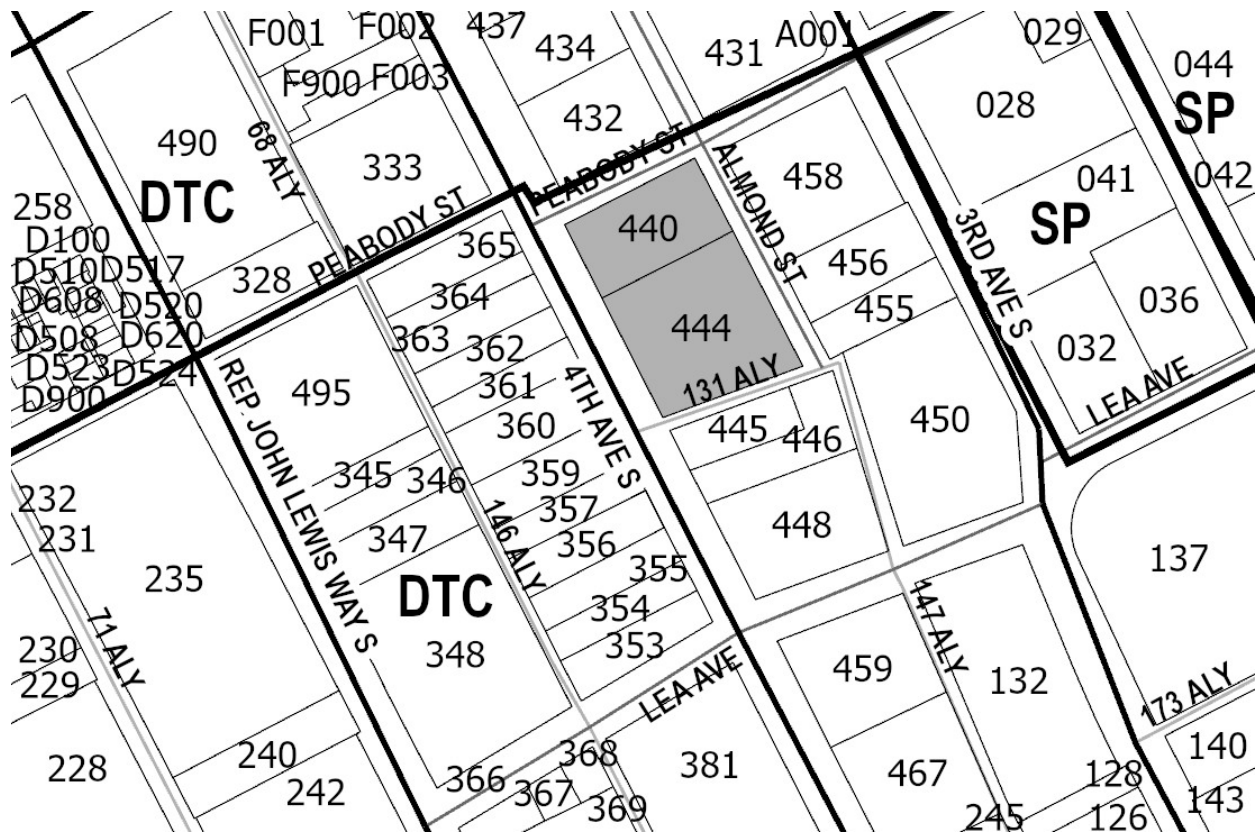 F001
F002
437
434
431
A001
029
044
SP
F900
F003
028
432
490
68 ALY
333
PEABODY ST
ALMOND ST
458
041
042
DTC
258
D100
365
440
3RD AVE S
SP
D510
D517
328
PEABODY ST
364
456
036
D608
D520
455
D508
D620
363
362
444
032
D523
D524
495
361
131 ALY
LEA AVE
D900
REP. JOHN LEWIS WAY S
4TH AVE S
360
445
446
450
345
346
359
232
357
448
231
347
146 ALY
356
137
235
355
DTC
354
147 ALY
71 ALY
353
230
348
459
132
229
LEA AVE
173 ALY
240
368
140
228
366
381
467
128
242
367
369
245
126
143